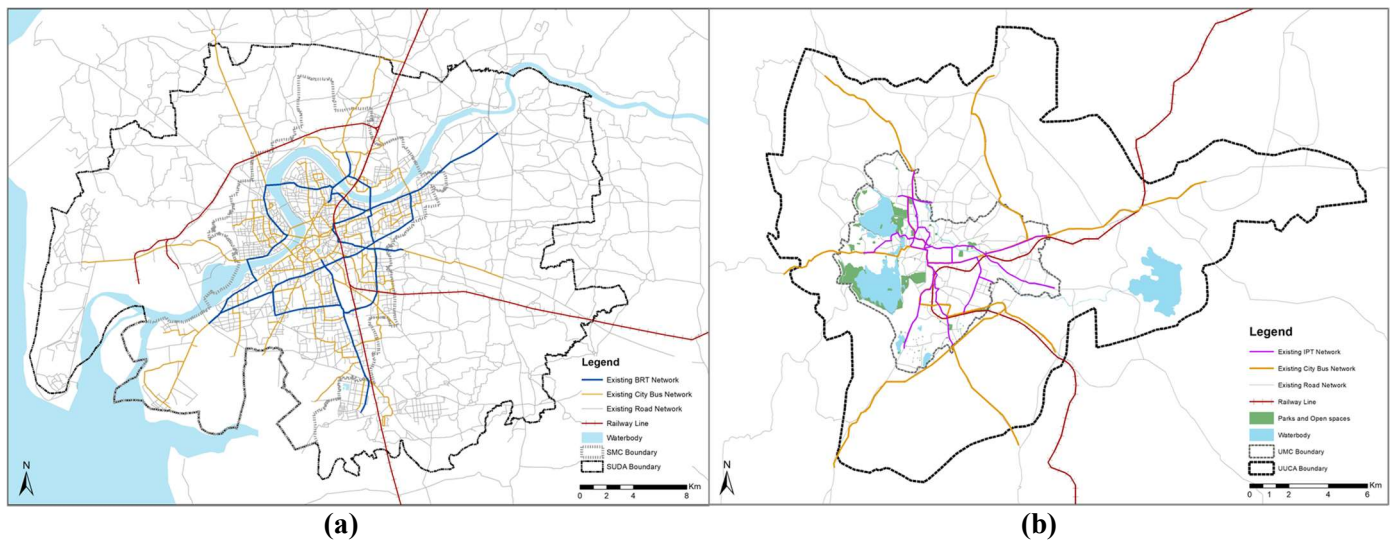 N
Legend
Existing BRT Network
Existing City Bus Network
Existing Road Network
Railway Line
Waterbody
SMC Boundary
SUDA Boundary
Km
0 2 4 8
(a)
N
Legend
Existing IPT Network
Existing City Bus Network
Existing Road Network
Railway Line
Parks and Open spaces
Waterbody
UMC Boundary
UUCA Boundary
Km
0 1 2 4 6
(b)